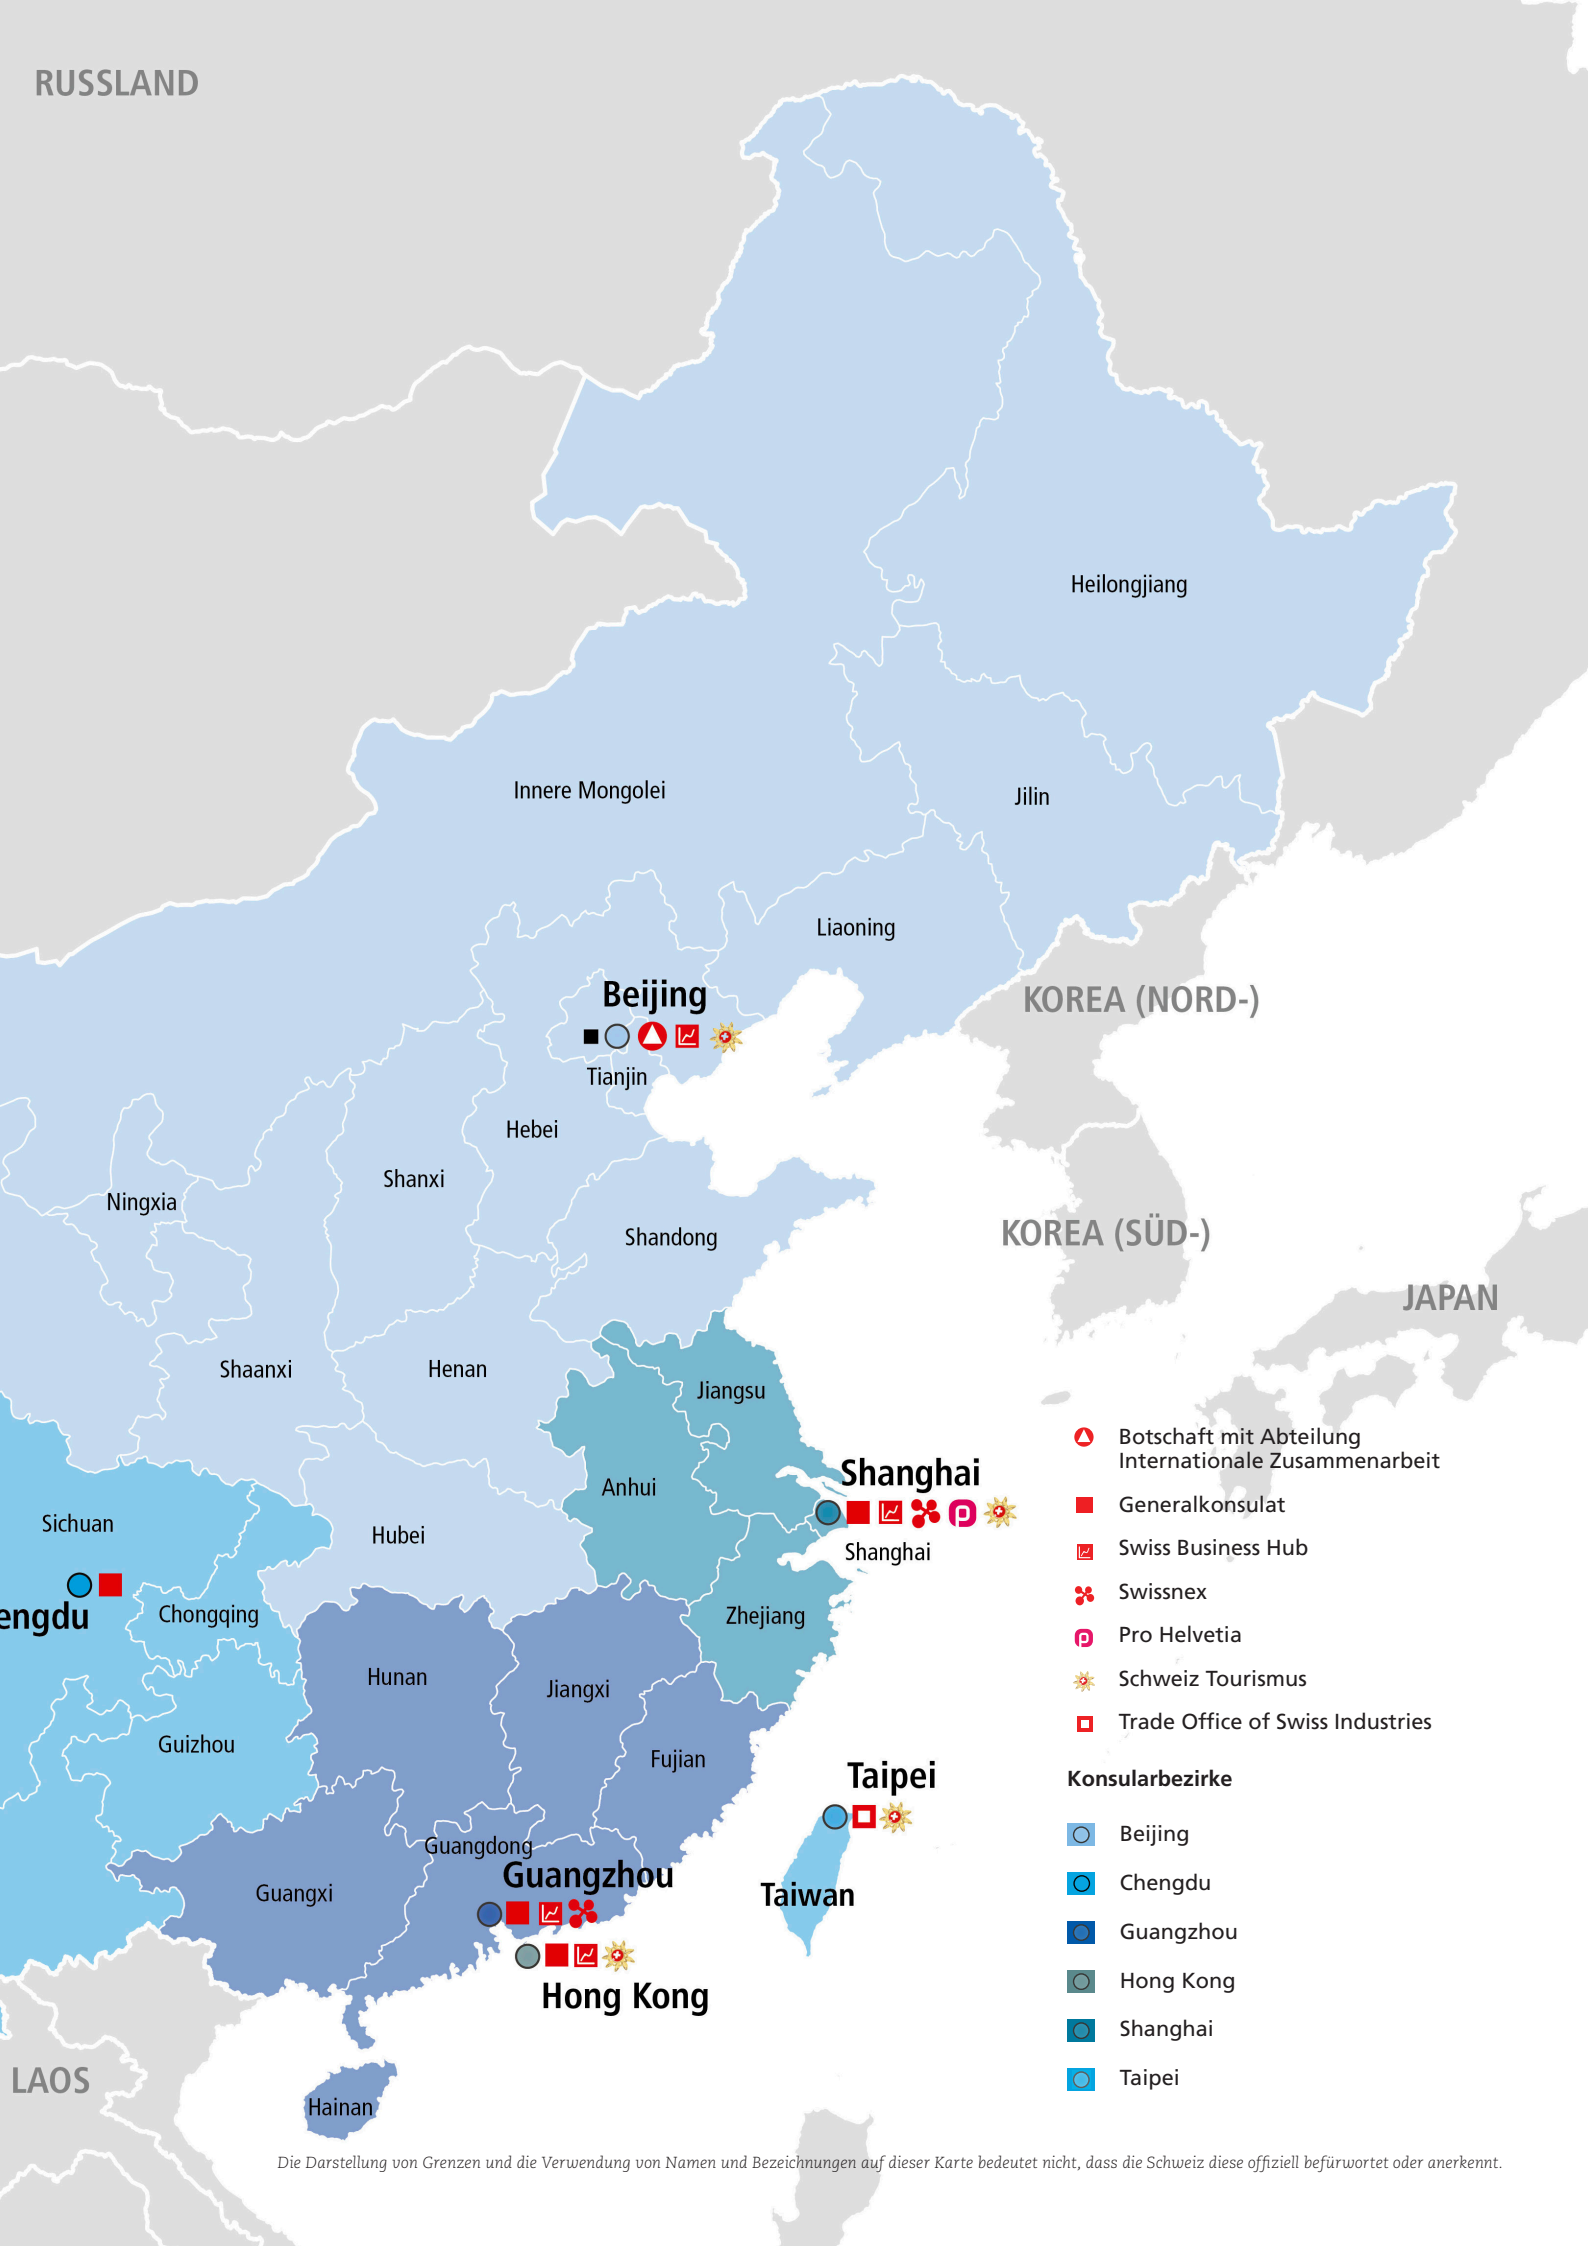 RUSSLAND
Heilongjiang
Innere Mongolei
Jilin
Liaoning
Beijing
KOREA (NORD-)
Tianjin
Hebei
Shanxi
Ningxia
Shandong
KOREA (SÜD-)
JAPAN
Shaanxi
Henan
Jiangsu
Shanghai
Anhui
Sichuan
Hubei
Shanghai
engdu
Chongqing
Zhejiang
Hunan
Jiangxi
Guizhou
Fujian
Taipei
Guangdong
Guangzhou
Guangxi
Taiwan
Hong Kong
LAOS
Hainan
Botschaft mit Abteilung
Internationale Zusammenarbeit
Generalkonsulat
Swiss Business Hub
Swissnex
Pro Helvetia
Schweiz Tourismus
Trade Office of Swiss Industries
Konsularbezirke
Beijing
Chengdu
Guangzhou
Hong Kong
Shanghai
Taipei
Die Darstellung von Grenzen und die Verwendung von Namen und Bezeichnungen auf dieser Karte bedeutet nicht, dass die Schweiz diese offiziell befürwortet oder anerkennt.